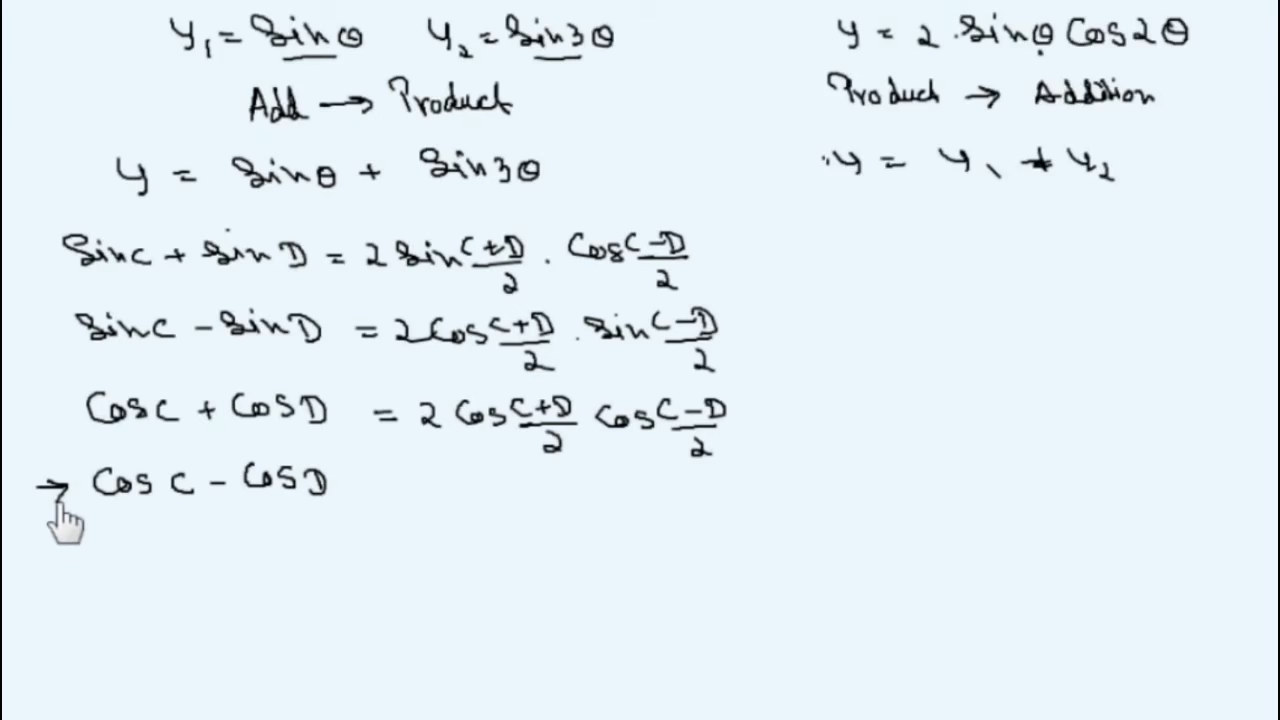 y₁ = Sinθ y₂ = Sin3θ
Add → Product
y = Sinθ + Sin3θ
SinC + SinD = 2 Sin (C+D)/2 . Cos (C-D)/2
SinC - SinD = 2 Cos (C+D)/2 . Sin (C-D)/2
CosC + CosD = 2 Cos (C+D)/2 Cos (C-D)/2
→ Cos C - CosD
y = 2 . Sinθ Cos2θ
Product → Addition
y = y₁ + y₂